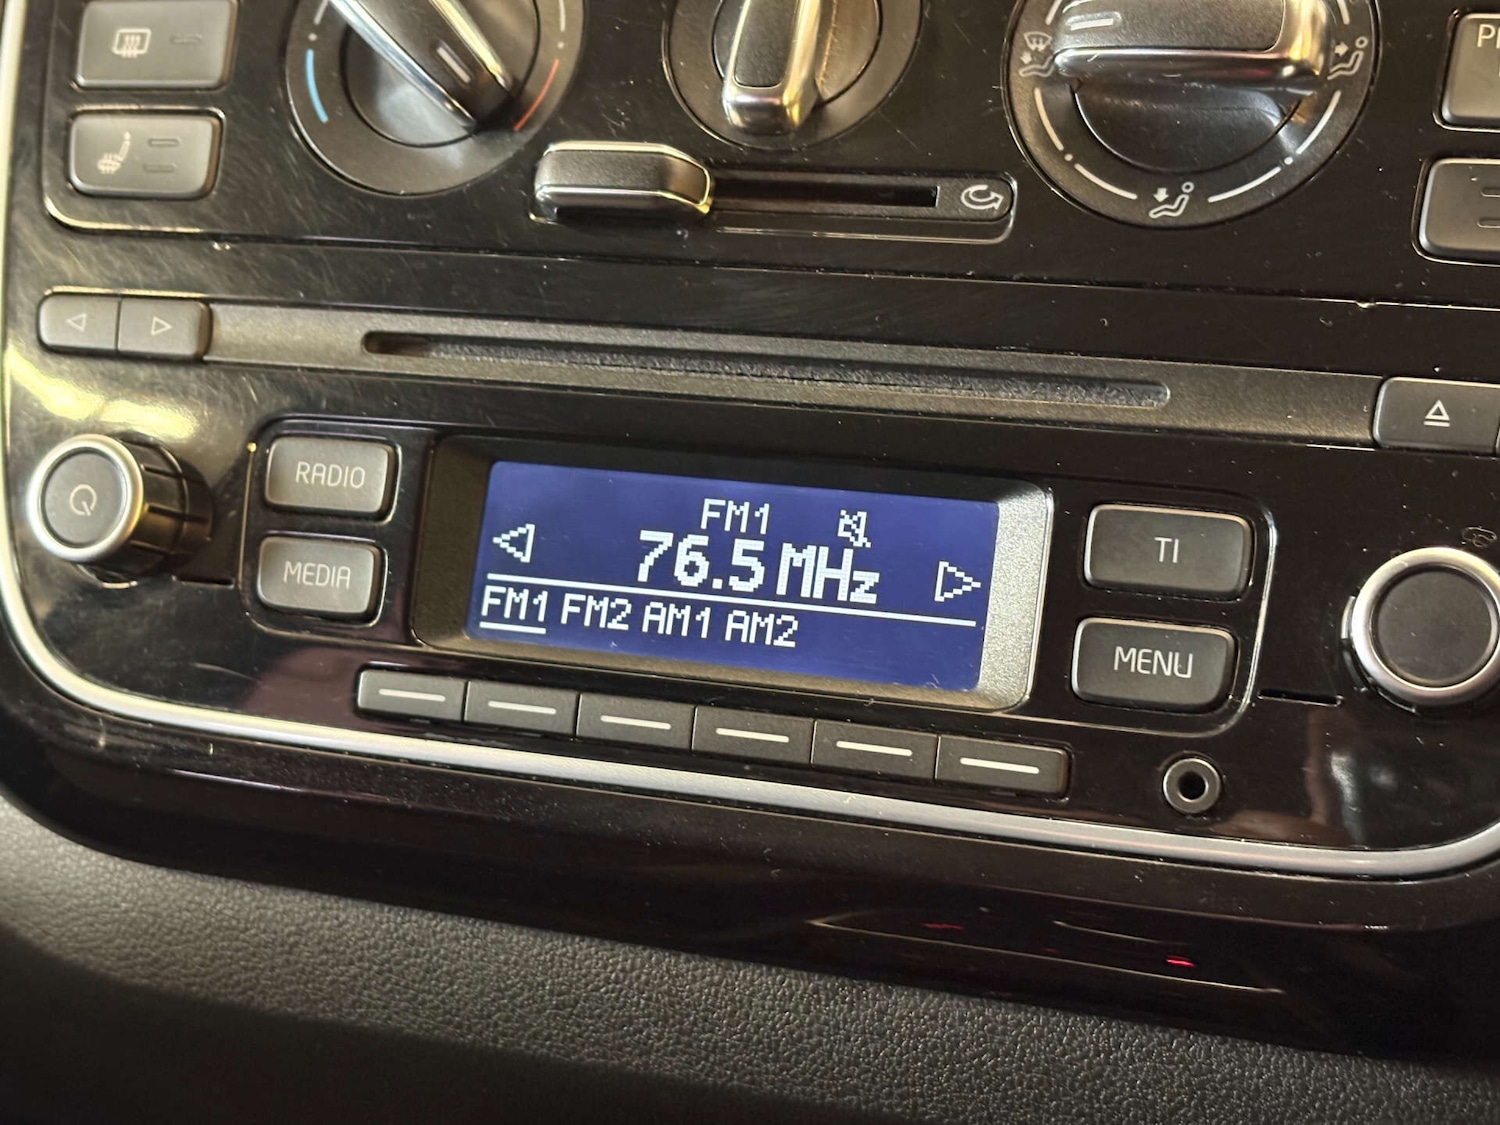 RADIO
MEDIA
FM1
76.5 MHz
FM1 FM2 AM1 AM2
TI
MENU